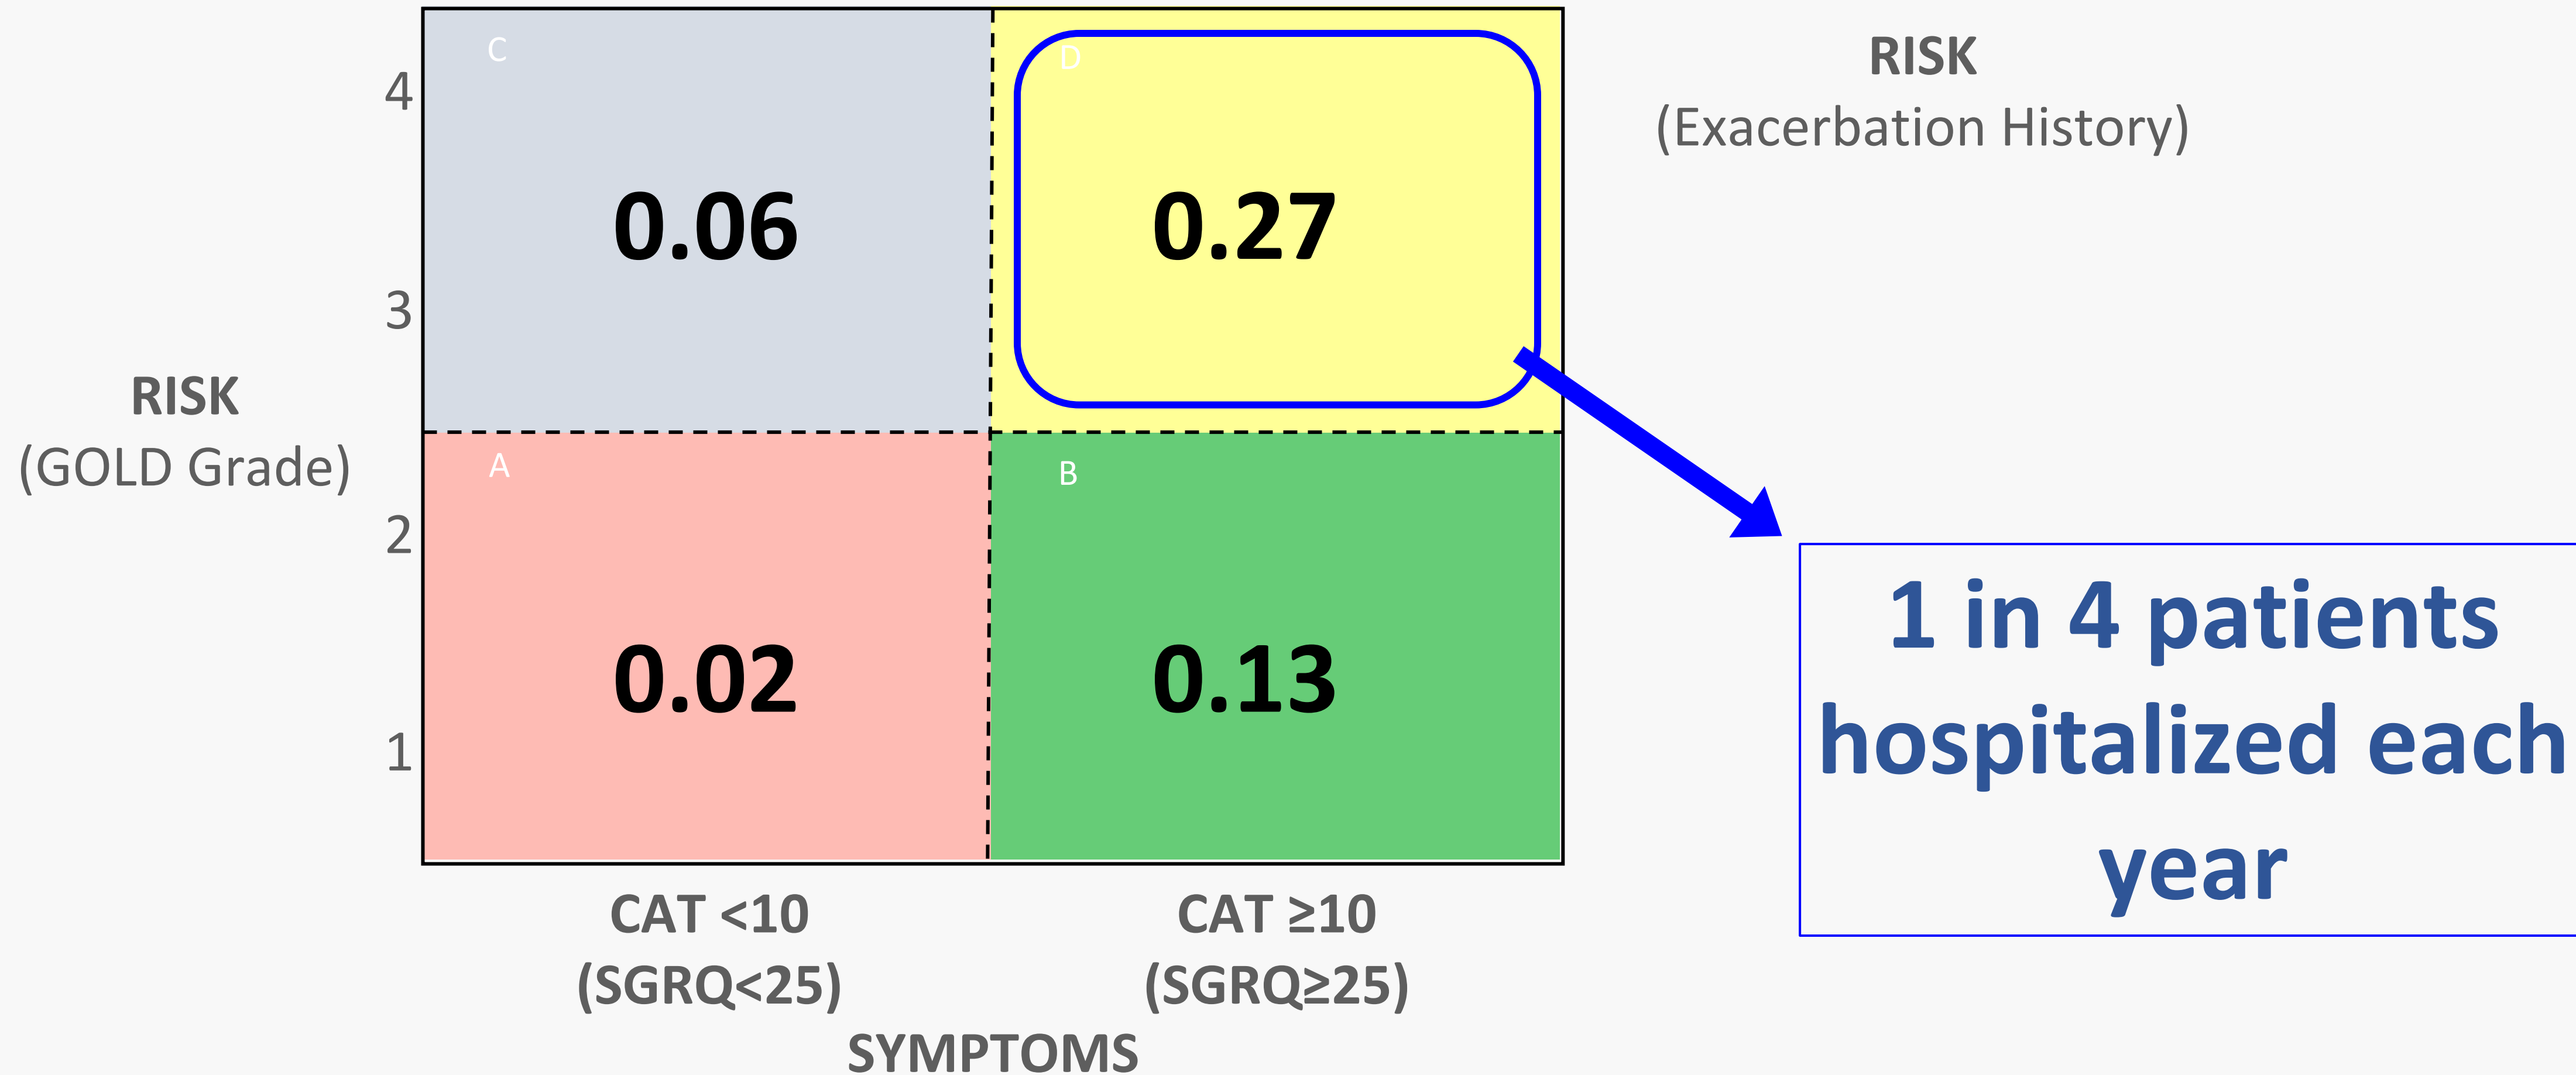 C
D
4
0.06
0.27
3
RISK
(Exacerbation History)
RISK
(GOLD Grade)
A
B
2
0.02
0.13
1
1 in 4 patients
hospitalized each
year
CAT <10
(SGRQ<25)
CAT ≥10
(SGRQ≥25)
SYMPTOMS